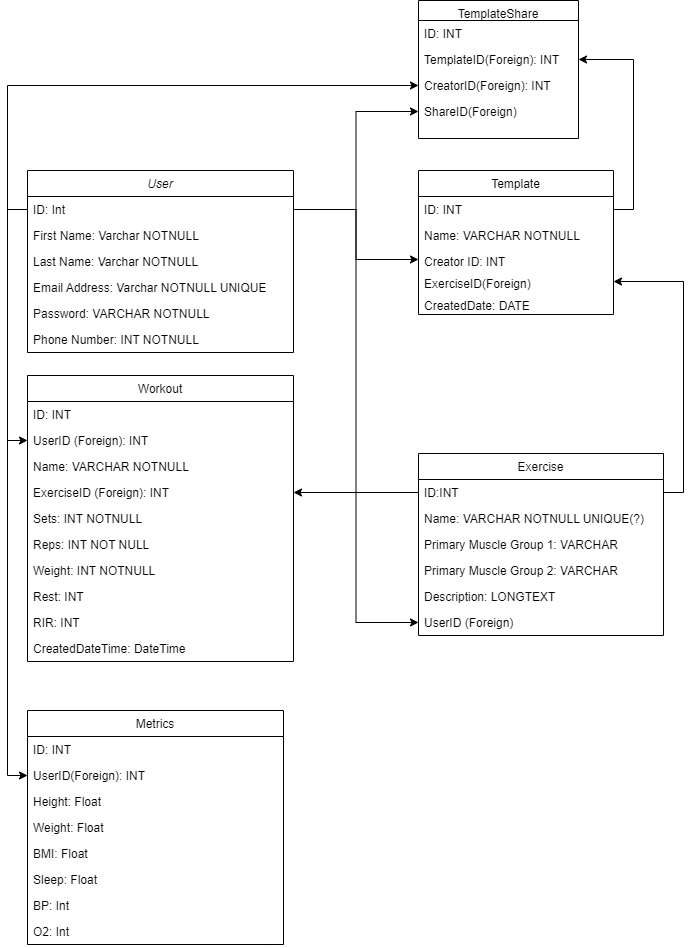 TemplateShare
ID: INT
TemplateID(Foreign): INT
CreatorID(Foreign): INT
ShareID(Foreign)
User
ID: Int
First Name: Varchar NOTNULL
Last Name: Varchar NOTNULL
Email Address: Varchar NOTNULL UNIQUE
Password: VARCHAR NOTNULL
Phone Number: INT NOTNULL
Template
ID: INT
Name: VARCHAR NOTNULL
Creator ID: INT
ExerciseID(Foreign)
CreatedDate: DATE
Workout
ID: INT
UserID (Foreign): INT
Name: VARCHAR NOTNULL
ExerciseID (Foreign): INT
Sets: INT NOTNULL
Reps: INT NOT NULL
Weight: INT NOTNULL
Rest: INT
RIR: INT
CreatedDateTime: DateTime
Exercise
ID:INT
Name: VARCHAR NOTNULL UNIQUE(?)
Primary Muscle Group 1: VARCHAR
Primary Muscle Group 2: VARCHAR
Description: LONGTEXT
UserID (Foreign)
Metrics
ID: INT
UserID(Foreign): INT
Height: Float
Weight: Float
BMI: Float
Sleep: Float
BP: Int
O2: Int